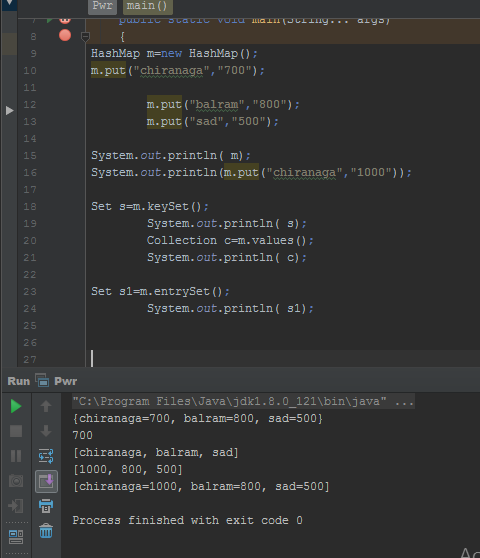 Pwr main()
7 public static void main(String... args)
8 {
9 HashMap m=new HashMap();
10 m.put("chiranaga","700");
11
12 m.put("balram","800");
13 m.put("sad","500");
14
15 System.out.println( m);
16 System.out.println(m.put("chiranaga","1000"));
17
18 Set s=m.keySet();
19 System.out.println( s);
20 Collection c=m.values();
21 System.out.println( c);
22
23 Set s1=m.entrySet();
24 System.out.println( s1);
25
26
27
Run Pwr
"C:\Program Files\Java\jdk1.8.0_121\bin\java" ...
{chiranaga=700, balram=800, sad=500}
700
[chiranaga, balram, sad]
[1000, 800, 500]
[chiranaga=1000, balram=800, sad=500]
Process finished with exit code 0